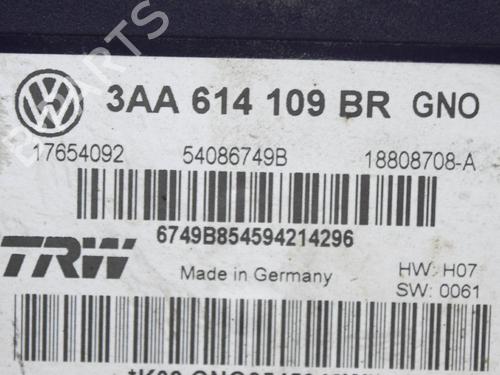 3AA 614 109 BR GNO
17654092 54086749B 18808708-A
6749B854594214296
TRW Made in Germany HW: H07
SW: 0061